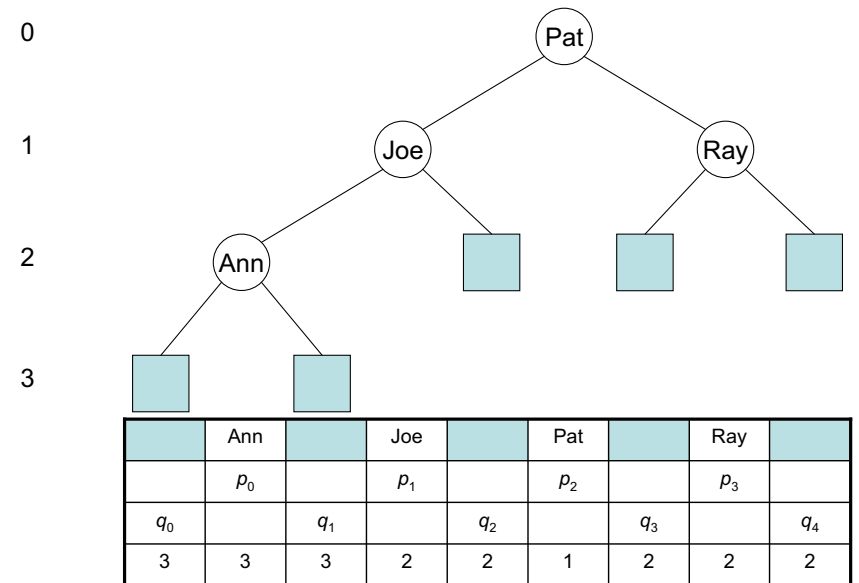 0 Pat
1 Joe Ray
2 Ann
3
Ann Joe Pat Ray
p0 p1 p2 p3
q0 q1 q2 q3 q4
3 3 3 2 2 1 2 2 2